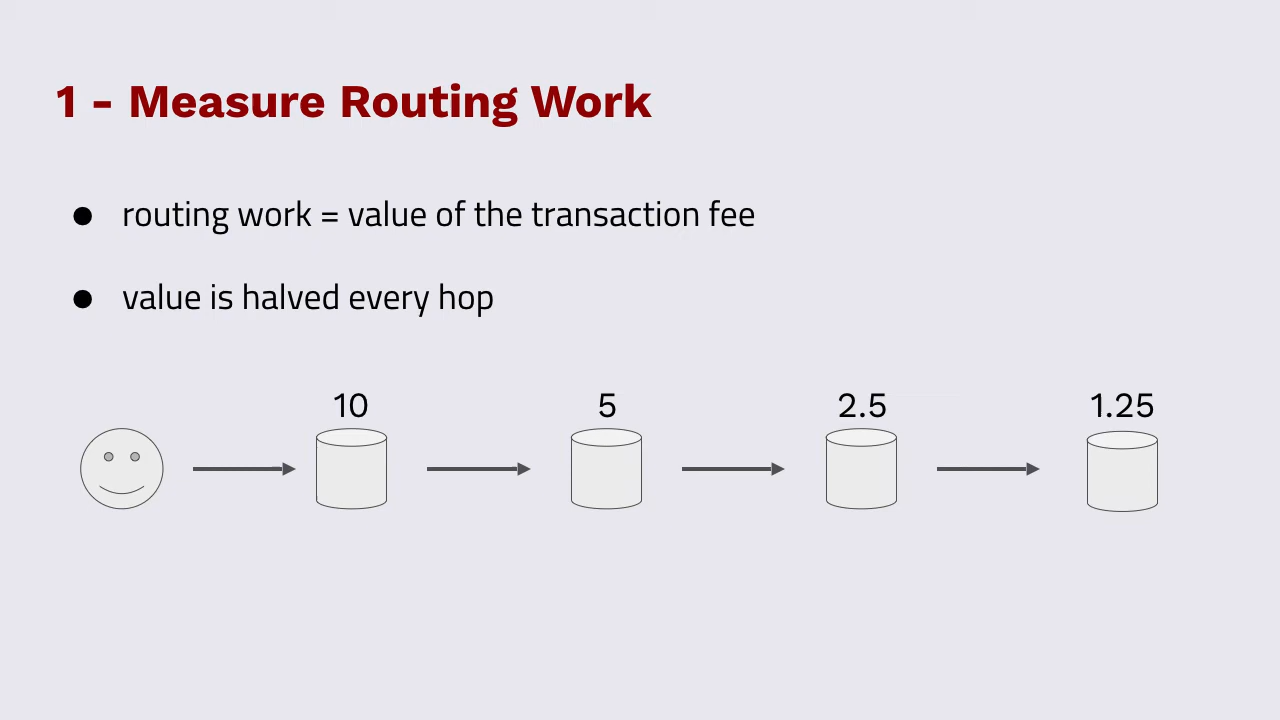 1 - Measure Routing Work
● routing work = value of the transaction fee
● value is halved every hop
10 5 2.5 1.25